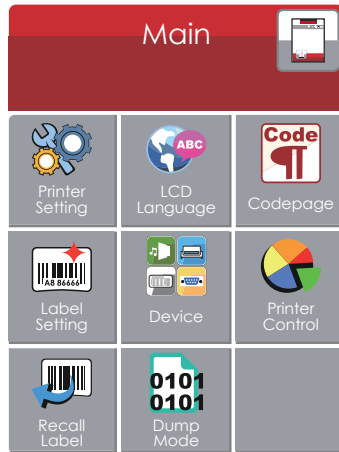 Main
ABC
Code
Printer
Setting
LCD
Language
Codepage
A8 86666
Label
Setting
Device
Printer
Control
0101
0101
Recall
Label
Dump
Mode